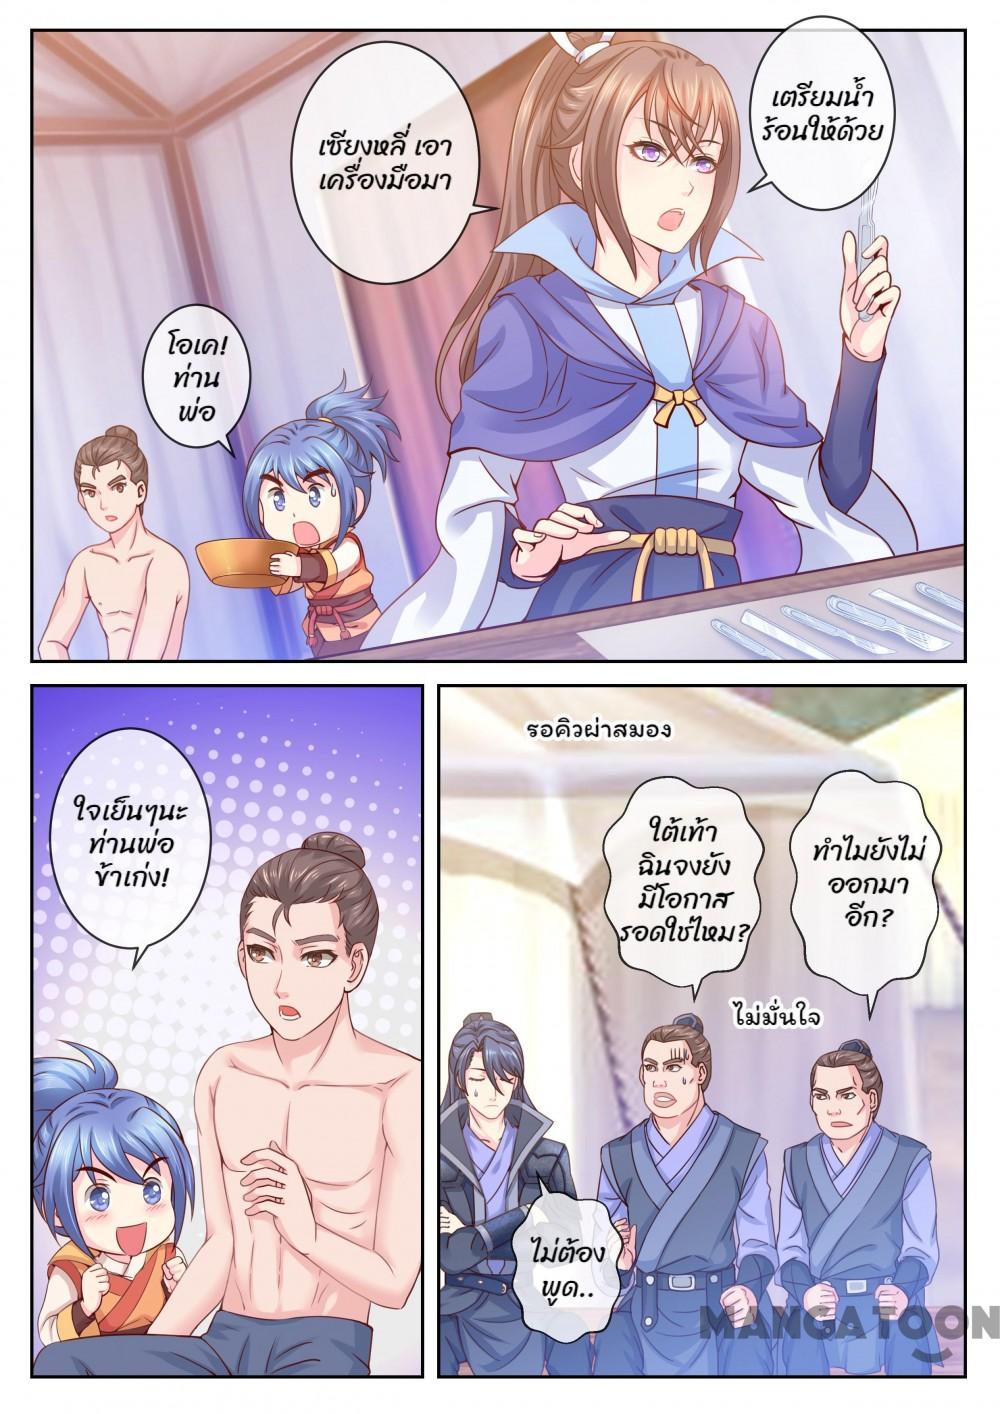 เตรียมน้ำ
ร้อนให้ด้วย
เซียงหลี่ เอา
เครื่องมือมา
โอเค!
ท่าน
พ่อ
ใจเย็นๆนะ
ท่านพ่อ
ข้าเก่ง!
รอคิวผ่าสมอง
ใต้เท้า
ฉินจงยัง
มีโอกาส
รอดใช่ไหม?
ทำไมยังไม่
ออกมา
อีก?
ไม่มั่นใจ
ไม่ต้อง
พูด..
MANGATOON